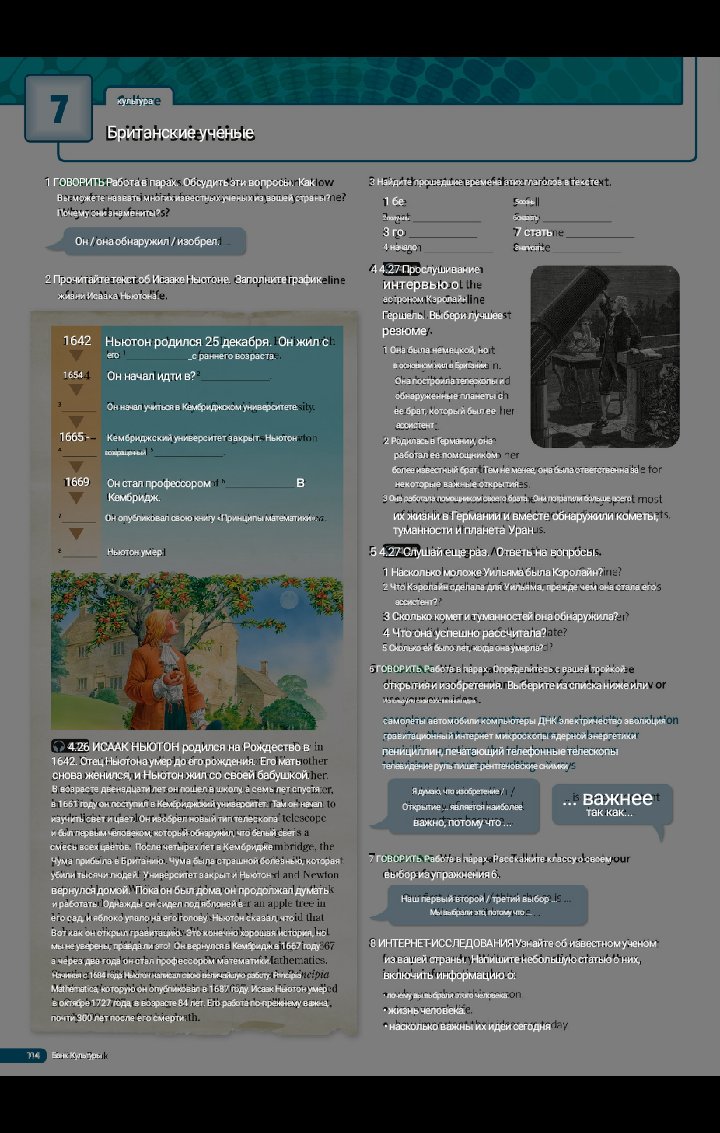 7
культура
Британские ученые
1 ГОВОРИТЬ Работа в парах. Обсудить эти вопросы. Как
Вы можете назвать многих известных ученых из вашей страны?
Почему они знамениты?
Он / она обнаружил / изобрел
2 Прочитайте текст об Исааке Ньютоне. Заполните график
жизни Исаака Ньютона.
1642 Ньютон родился 25 декабря. Он жил с
его ¹ ____ с раннего возраста.
1654 Он начал идти в? ² ____
³ ____ Он начал учиться в Кембриджском университете.
1665 - Кембриджский университет закрыт. Ньютон
⁴ ____ возвращенный ⁵ ____.
1669 Он стал профессором ⁶ ____ В
Кембридж.
⁷ ____ Он опубликовал свою книгу «Принципы математики»
⁸ ____ Ньютон умер.
4.26 ИСААК НЬЮТОН родился на Рождество в
1642. Отец Ньютона умер до его рождения. Его мать
снова женился, и Ньютон жил со своей бабушкой.
В возрасте двенадцати лет он пошел в школу, а семь лет спустя
в 1661 году он поступил в Кембриджский университет. Там он начал
изучить свет и цвет. Он изобрел новый тип телескопа
и был первым человеком, который обнаружил, что белый свет
смесь всех цветов. После четырех лет в Кембридже
Чума прибыла в Британию. Чума была страшной болезнью, которая
убили тысячи людей. Университет закрыт и Ньютон
вернулся домой. Пока он был дома, он продолжал думать
и работать. Однажды он сидел под яблоней в
его сад, и яблоко упало на его голову. Ньютон сказал, что
Вот как он открыл гравитацию. Это конечно хорошая история, но
мы не уверены, правда ли это! Он вернулся в Кембридж в 1667 году
а через два года он стал профессором математики.
Начиная с 1684 года Ньютон написал свою величайшую работу. Principia
Mathematica, которую он опубликовал в 1687 году. Исаак Ньютон умер
в октябре 1727 года, в возрасте 84 лет. Его работа по-прежнему важна,
почти 300 лет после его смерти.
114 Банк Культуры
3 Найдите прошедшие времена этих глаголов в тексте.
1 бе
3 го
7 стать
4 начало
4 4.27 Прослушивание
интервью о
астроном Кэролайн
Гершель. Выбери лучшее
резюме.
1 Она была немецкой, но
в основном жил в Британии.
Она построила телескопы и
обнаруженные планеты
ее брат, который был ее
ассистент.
2 Родилась в Германии, она
работал ее помощником
более известный брат. Тем не менее, она была ответственна за
некоторые важные открытия
3 Она работала помощником своего брата. Они потратили больше всего
их жизни в Германии и вместе обнаружили кометы,
туманности и планета Уран.
5 4.27 Слушай еще раз. Ответь на вопросы.
1 Насколько моложе Уильяма была Кэролайн?
2 Что Кэролайн сделала для Уильяма, прежде чем она стала его
ассистент?
3 Сколько комет и туманностей она обнаружила?
4 Что она успешно рассчитала?
5 Сколько ей было лет, когда она умерла?
6 ГОВОРИТЬ Работа в парах. Определитесь с вашей тройкой
открытия и изобретения. Выберите из списка ниже или
Используйте свои собственные идеи.
самолеты автомобили компьютеры ДНК электричество эволюция
гравитационный интернет микроскопы ядерной энергетики
пенициллин, печатающий телефонные телескопы
телевидение руль пишет рентгеновские снимки
Я думаю, что изобретение /
Открытие ... является наиболее
важно, потому что ...
... важнее
так как...
7 ГОВОРИТЬ Работа в парах. Расскажите классу о своем
выбор из упражнения 6.
Наш первый второй / третий выбор ...
Мы выбрали это, потому что ...
8 ИНТЕРНЕТ-ИССЛЕДОВАНИЯ Узнайте об известном ученом
из вашей страны. Напишите небольшую статью о них,
включить информацию о:
• почему вы выбрали этого человека.
• жизнь человека.
• насколько важны их идеи сегодня